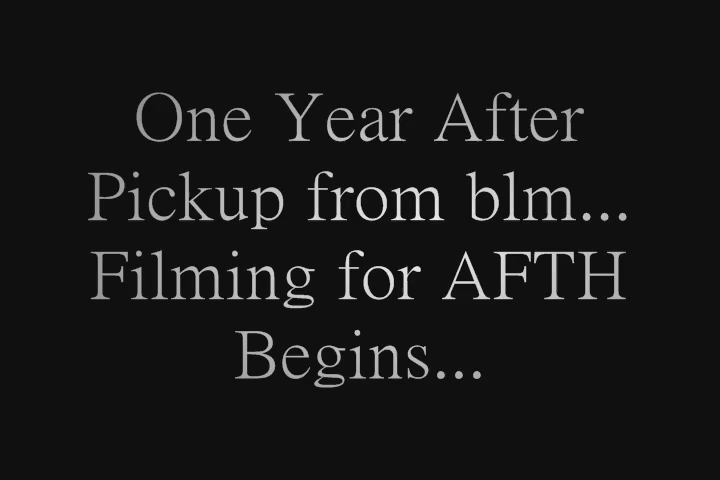 One Year After
Pickup from blm...
Filming for AFTH
Begins...